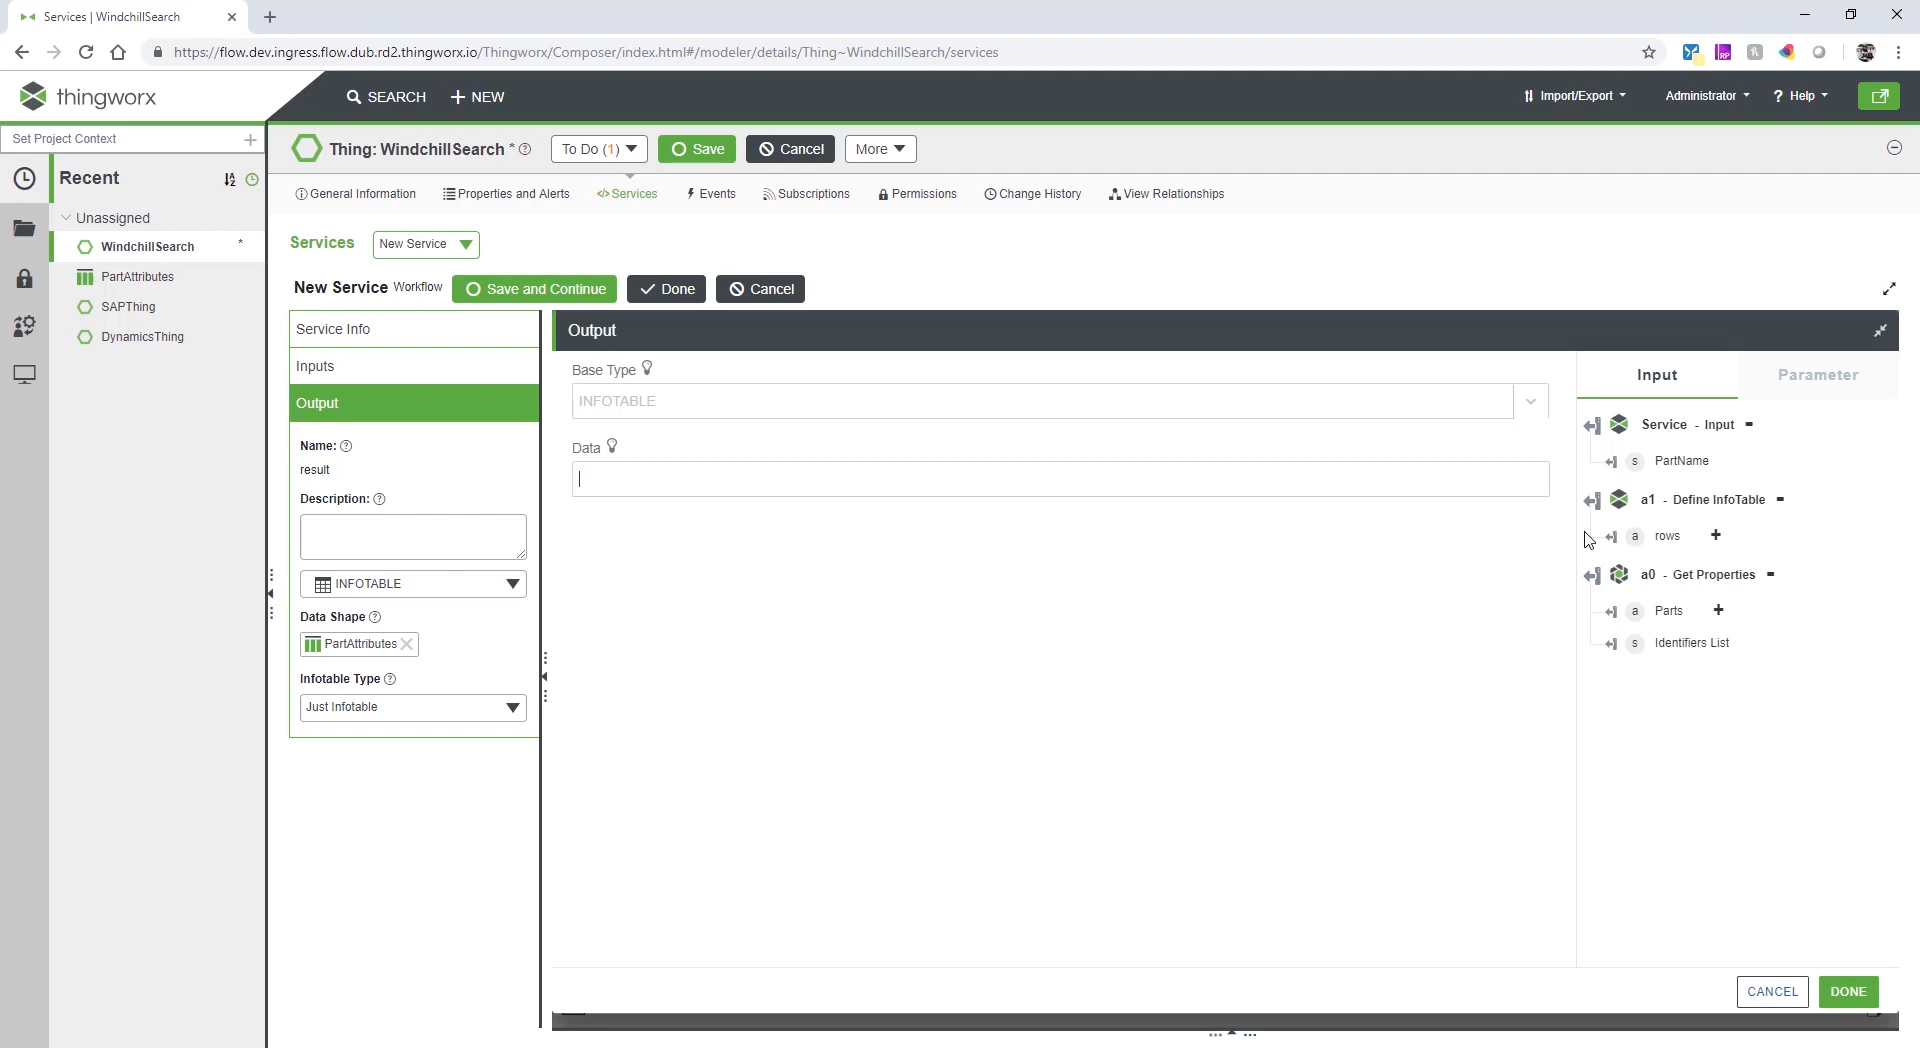 Services | WindchillSearch
https://flow.dev.ingress.flow.dub.rd2.thingworx.io/Thingworx/Composer/index.html#/modeler/details/Thing~WindchillSearch/services
thingworx
SEARCH
NEW
Import/Export
Administrator
? Help
Set Project Context
Thing: WindchillSearch *
To Do (1)
Save
Cancel
More
Recent
General Information
Properties and Alerts
Services
Events
Subscriptions
Permissions
Change History
View Relationships
Unassigned
WindchillSearch *
PartAttributes
SAPThing
DynamicsThing
Services
New Service
New Service Workflow
Save and Continue
Done
Cancel
Service Info
Inputs
Output
Name:
result
Description:
INFOTABLE
Data Shape
PartAttributes
Infotable Type
Just Infotable
Output
Base Type
INFOTABLE
Data
Input
Parameter
Service - Input
s PartName
a1 - Define InfoTable
a rows
a0 - Get Properties
a Parts
s Identifiers List
CANCEL
DONE